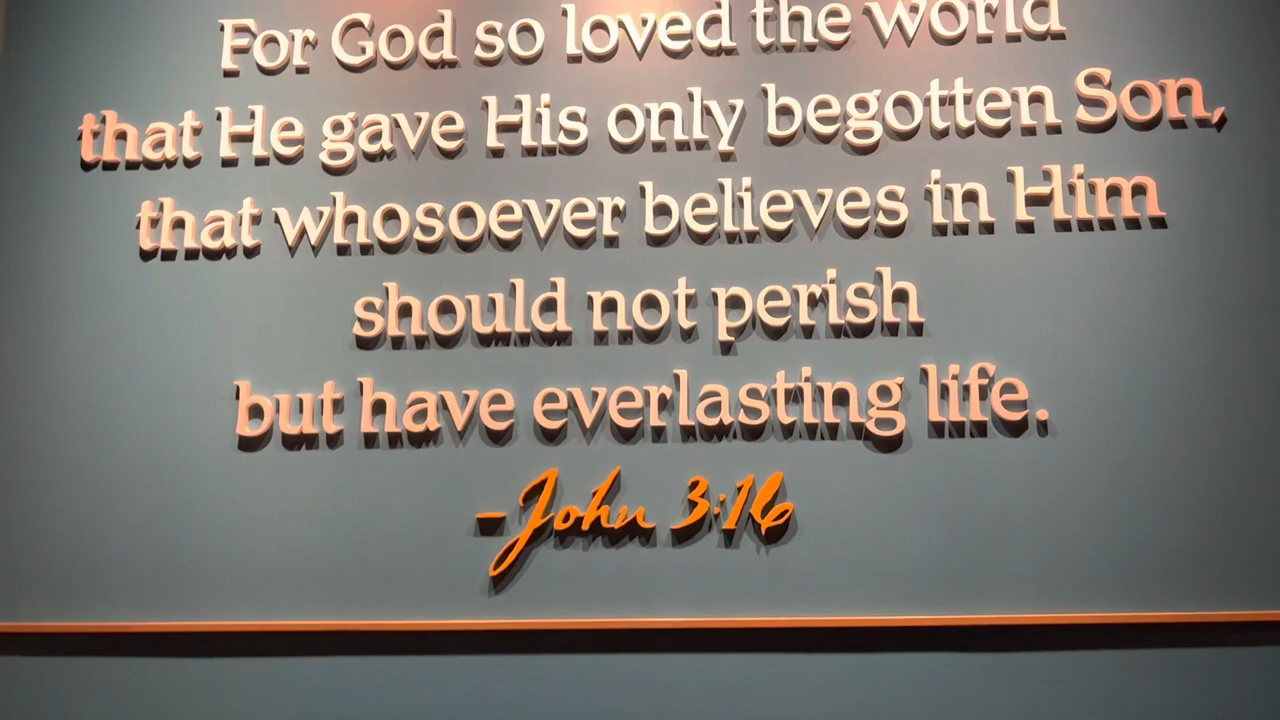 For God so loved the world
that He gave His only begotten Son,
that whosoever believes in Him
should not perish
but have everlasting life.
-John 3:16